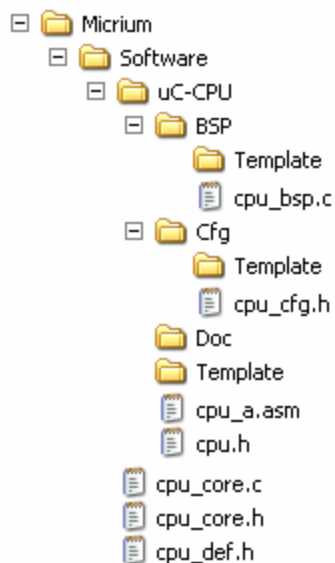 Micrium
Software
uC-CPU
BSP
Template
cpu_bsp.c
Cfg
Template
cpu_cfg.h
Doc
Template
cpu_a.asm
cpu.h
cpu_core.c
cpu_core.h
cpu_def.h